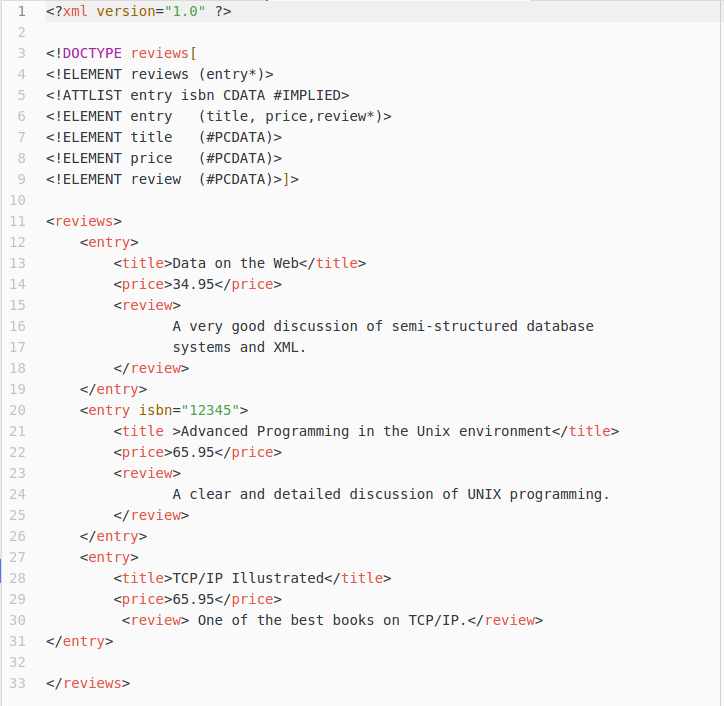 1 <?xml version="1.0" ?>
2
3 <!DOCTYPE reviews[
4 <!ELEMENT reviews (entry*)>
5 <!ATTLIST entry isbn CDATA #IMPLIED>
6 <!ELEMENT entry   (title, price,review*)>
7 <!ELEMENT title   (#PCDATA)>
8 <!ELEMENT price   (#PCDATA)>
9 <!ELEMENT review  (#PCDATA)>]>
10
11 <reviews>
12     <entry>
13         <title>Data on the Web</title>
14         <price>34.95</price>
15         <review>
16                A very good discussion of semi-structured database
17                systems and XML.
18         </review>
19     </entry>
20     <entry isbn="12345">
21         <title >Advanced Programming in the Unix environment</title>
22         <price>65.95</price>
23         <review>
24                A clear and detailed discussion of UNIX programming.
25         </review>
26     </entry>
27     <entry>
28         <title>TCP/IP Illustrated</title>
29         <price>65.95</price>
30          <review> One of the best books on TCP/IP.</review>
31 </entry>
32
33 </reviews>